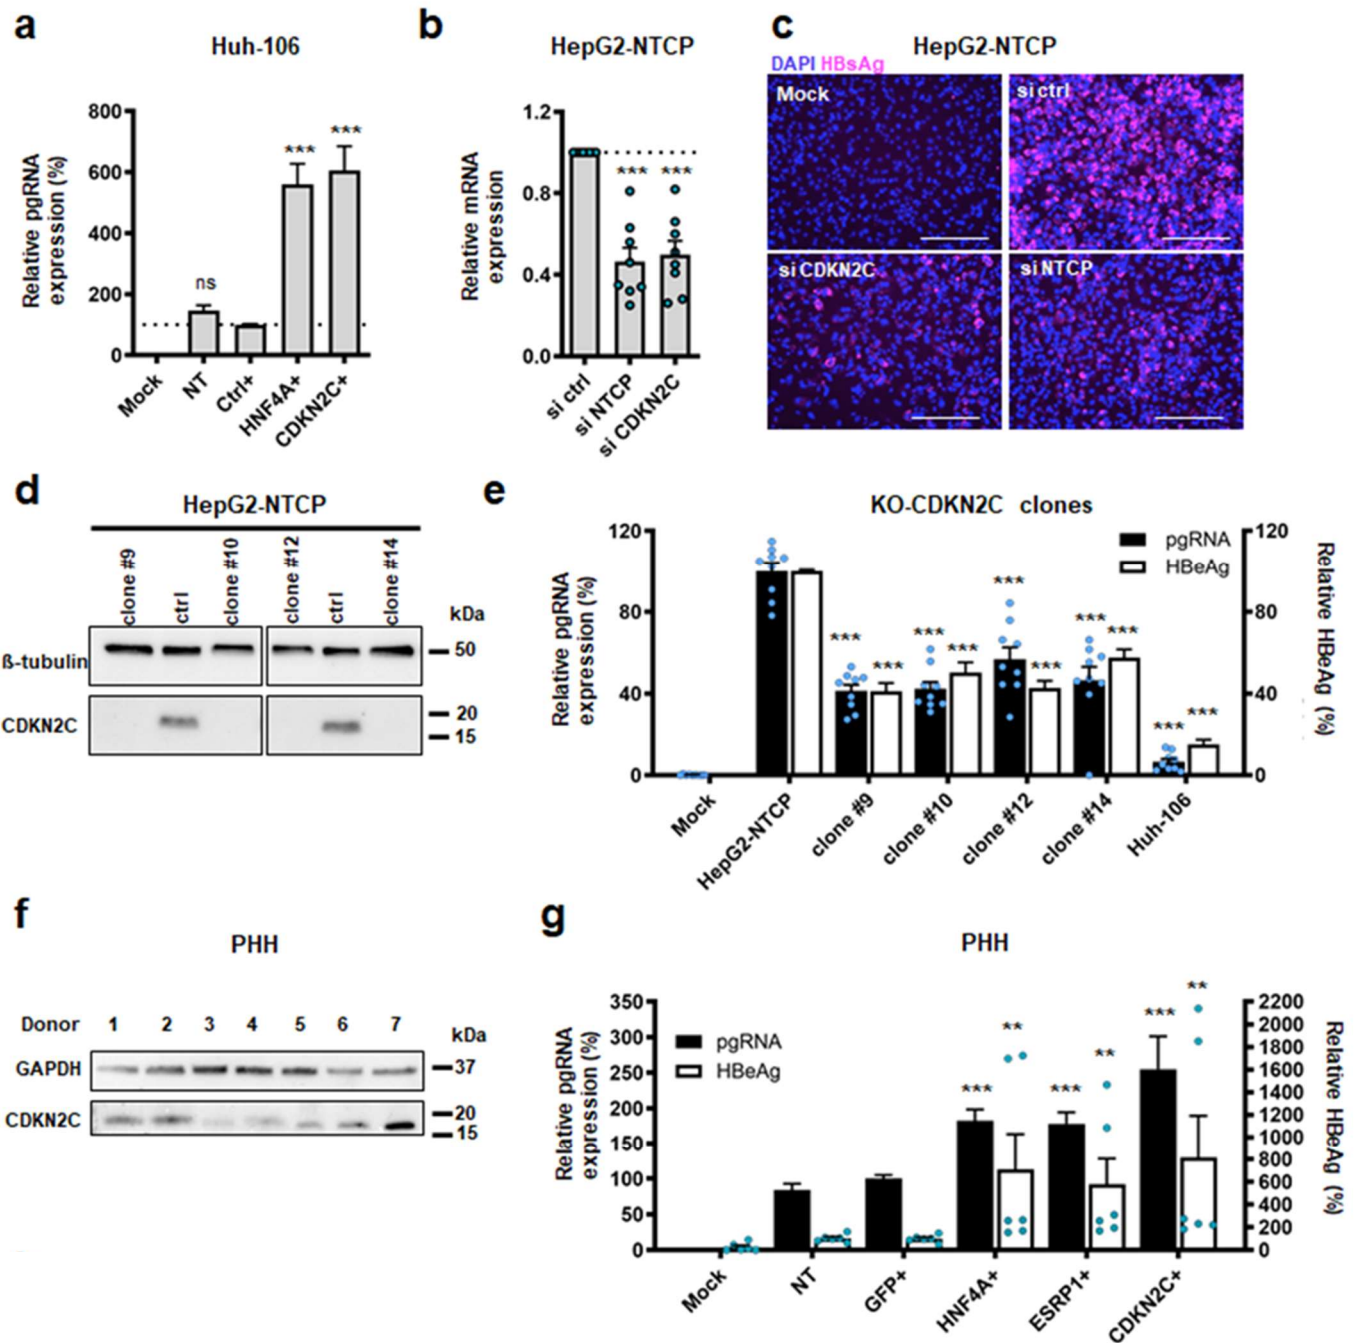 a
Huh-106
Relative pgRNA
expression (%)
800
600
400
200
0
ns
***
***
Mock
NT
Ctrl+
HNF4A+
CDKN2C+
b
HepG2-NTCP
Relative mRNA
expression
1.2
0.8
0.4
0.0
***
***
si ctrl
si NTCP
si CDKN2C
c
HepG2-NTCP
DAPI HBsAg
Mock
si ctrl
si CDKN2C
si NTCP
d
HepG2-NTCP
clone #9
ctrl
clone #10
clone #12
ctrl
clone #14
kDa
ß-tubulin
50
CDKN2C
20
15
e
KO-CDKN2C clones
pgRNA
HBeAg
Relative pgRNA
expression (%)
120
80
40
0
***
***
***
***
***
***
***
***
***
***
120
80
40
0
Relative HBeAg (%)
Mock
HepG2-NTCP
clone #9
clone #10
clone #12
clone #14
Huh-106
f
PHH
Donor 1 2 3 4 5 6 7
kDa
GAPDH
37
CDKN2C
20
15
g
PHH
pgRNA
HBeAg
Relative pgRNA
expression (%)
350
300
250
200
150
100
50
0
***
**
***
**
***
**
2200
2000
1800
1600
1400
1200
1000
800
600
400
200
0
Relative HBeAg (%)
Mock
NT
GFP+
HNF4A+
ESRP1+
CDKN2C+